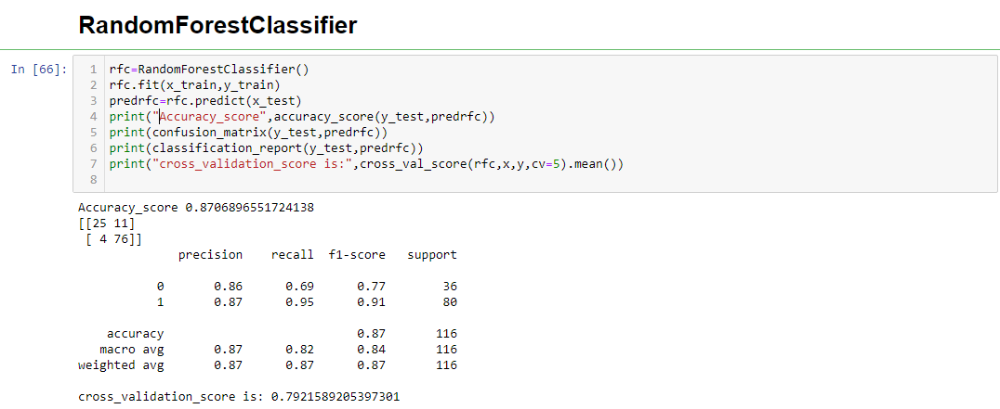 RandomForestClassifier
In [66]:
1 rfc=RandomForestClassifier()
2 rfc.fit(x_train,y_train)
3 predrfc=rfc.predict(x_test)
4 print("Accuracy_score",accuracy_score(y_test,predrfc))
5 print(confusion_matrix(y_test,predrfc))
6 print(classification_report(y_test,predrfc))
7 print("cross_validation_score is:",cross_val_score(rfc,x,y,cv=5).mean())
8
Accuracy_score 0.8706896551724138
[[25 11]
 [ 4 76]]
              precision    recall  f1-score   support
           0       0.86      0.69      0.77        36
           1       0.87      0.95      0.91        80
    accuracy                           0.87       116
   macro avg       0.87      0.82      0.84       116
weighted avg       0.87      0.87      0.87       116
cross_validation_score is: 0.7921589205397301